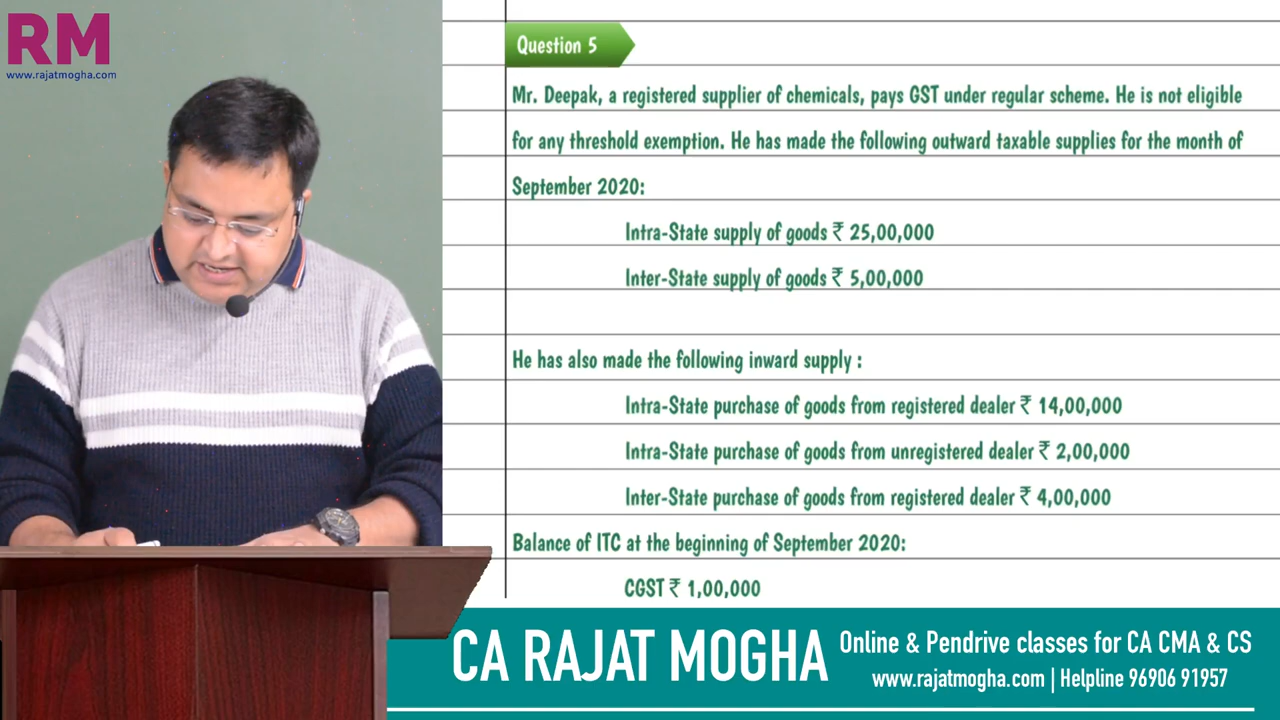 RM
www.rajatmogha.com
Question 5
Mr. Deepak, a registered supplier of chemicals, pays GST under regular scheme. He is not eligible
for any threshold exemption. He has made the following outward taxable supplies for the month of
September 2020:
Intra-State supply of goods ₹ 25,00,000
Inter-State supply of goods ₹ 5,00,000
He has also made the following inward supply :
Intra-State purchase of goods from registered dealer ₹ 14,00,000
Intra-State purchase of goods from unregistered dealer ₹ 2,00,000
Inter-State purchase of goods from registered dealer ₹ 4,00,000
Balance of ITC at the beginning of September 2020:
CGST ₹ 1,00,000
CA RAJAT MOGHA
Online & Pendrive classes for CA CMA & CS
www.rajatmogha.com | Helpline 96906 91957